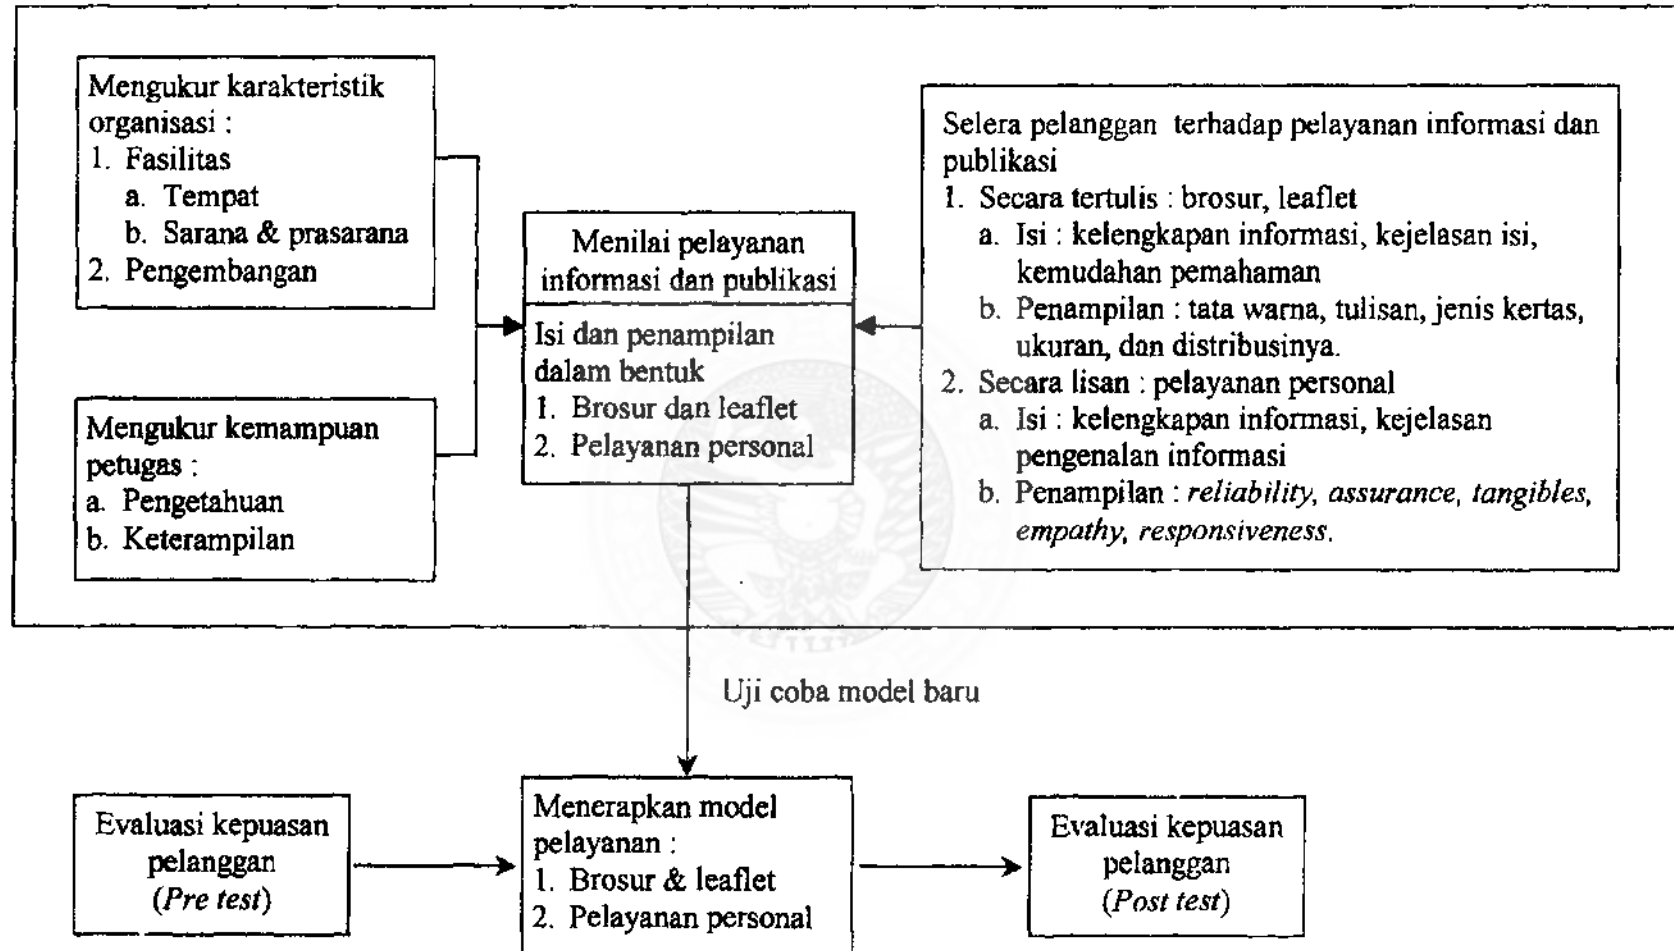 Mengukur karakteristik
organisasi :
1. Fasilitas
a. Tempat
b. Sarana & prasarana
2. Pengembangan
Mengukur kemampuan
petugas :
a. Pengetahuan
b. Keterampilan
Menilai pelayanan
informasi dan publikasi
Isi dan penampilan
dalam bentuk
1. Brosur dan leaflet
2. Pelayanan personal
Selera pelanggan terhadap pelayanan informasi dan
publikasi
1. Secara tertulis : brosur, leaflet
a. Isi : kelengkapan informasi, kejelasan isi,
kemudahan pemahaman
b. Penampilan : tata warna, tulisan, jenis kertas,
ukuran, dan distribusinya.
2. Secara lisan : pelayanan personal
a. Isi : kelengkapan informasi, kejelasan
pengenalan informasi
b. Penampilan : reliability, assurance, tangibles,
empathy, responsiveness.
Uji coba model baru
Evaluasi kepuasan
pelanggan
(Pre test)
Menerapkan model
pelayanan :
1. Brosur & leaflet
2. Pelayanan personal
Evaluasi kepuasan
pelanggan
(Post test)